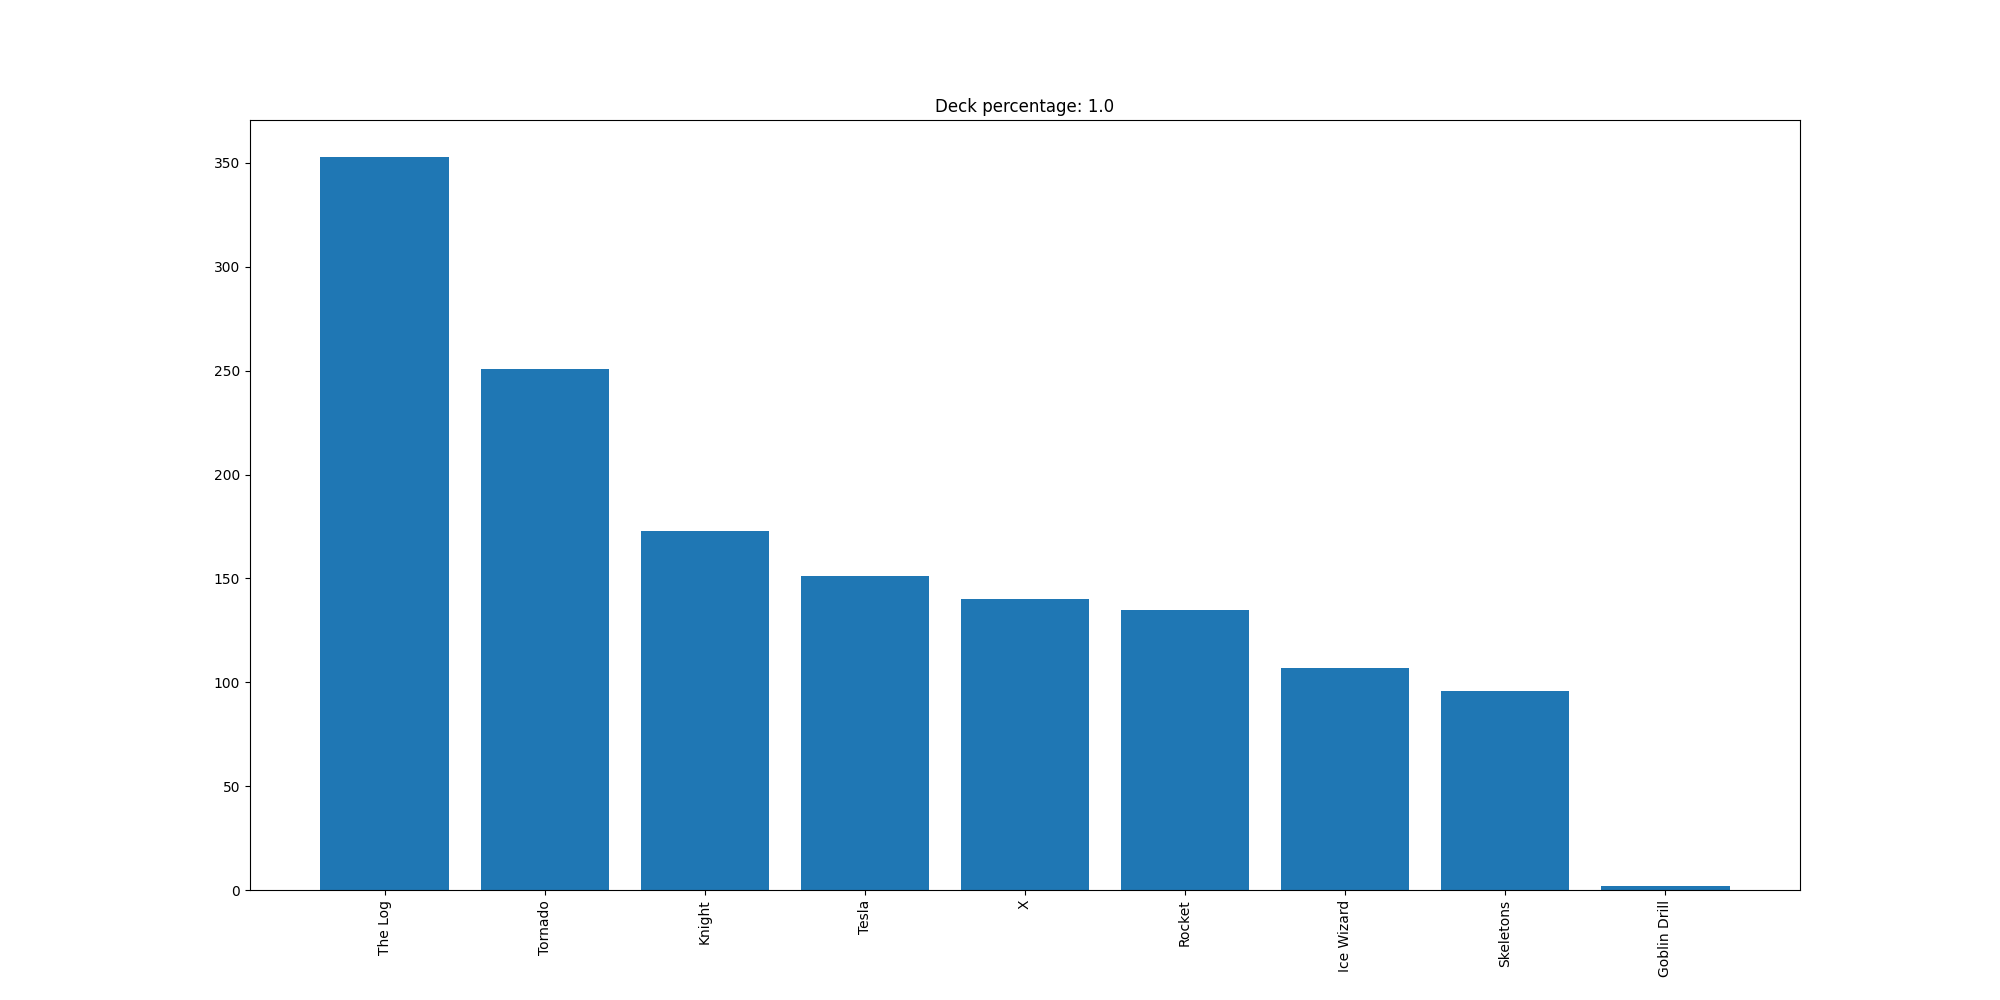 Deck percentage: 1.0
350
300
250
200
150
100
50
0
The Log
Tornado
Knight
Tesla
X
Rocket
Ice Wizard
Skeletons
Goblin Drill